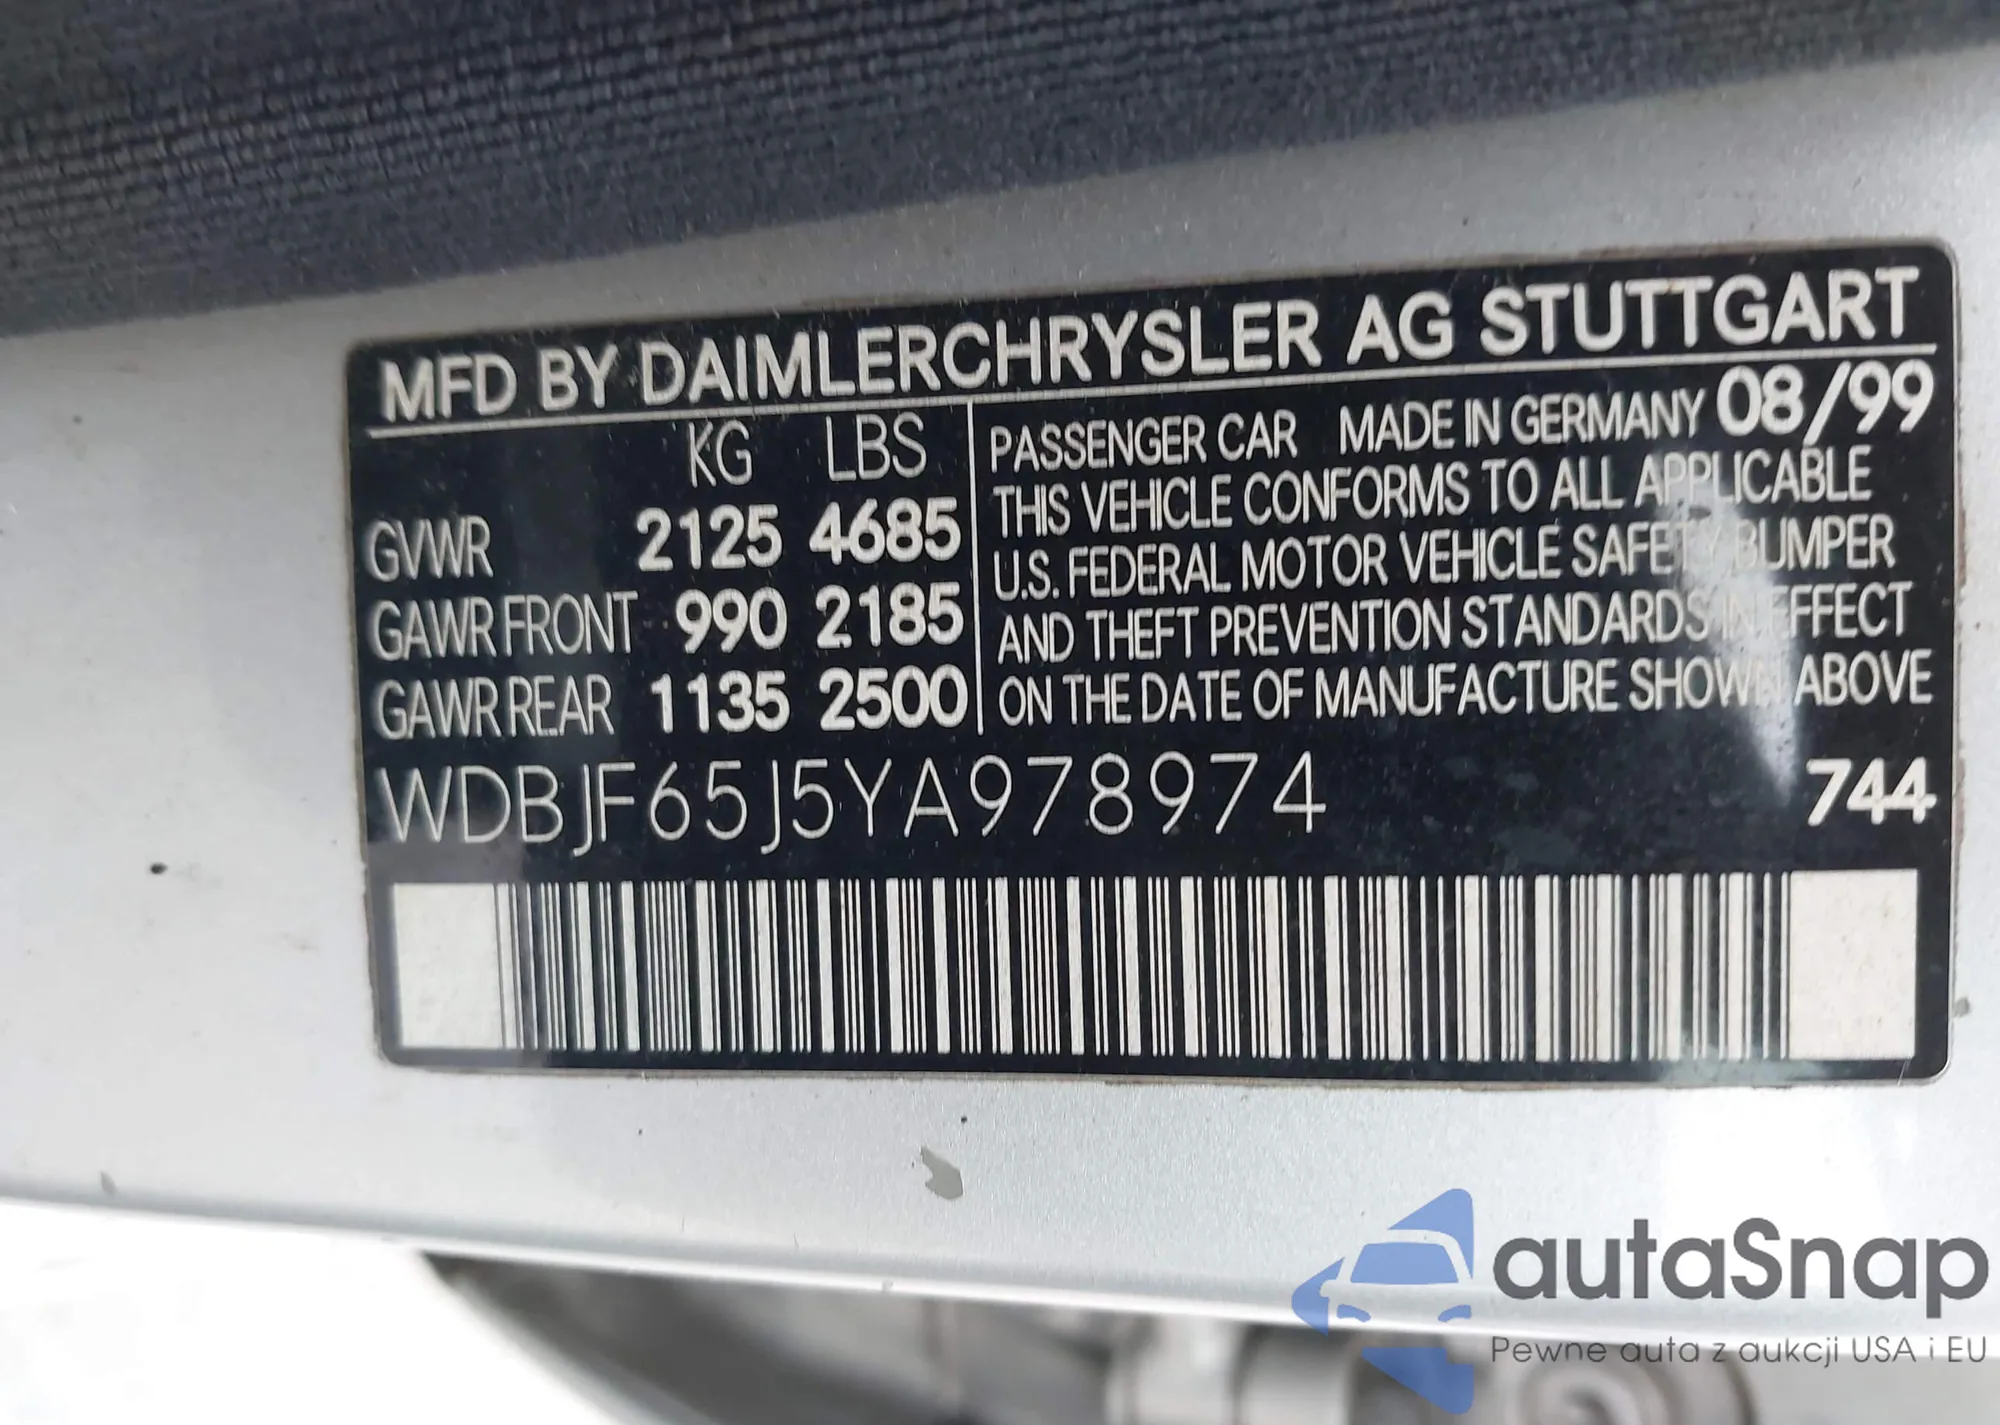 MFD BY DAIMLERCHRYSLER AG STUTTGART
KG LBS
GVWR 2125 4685
GAWR FRONT 990 2185
GAWR REAR 1135 2500
PASSENGER CAR MADE IN GERMANY 08/99
THIS VEHICLE CONFORMS TO ALL APPLICABLE
U.S. FEDERAL MOTOR VEHICLE SAFETY BUMPER
AND THEFT PREVENTION STANDARDS IN EFFECT
ON THE DATE OF MANUFACTURE SHOWN ABOVE
WDBJF65J5YA978974 744
autaSnap
Pewne auta z aukcji USA i EU